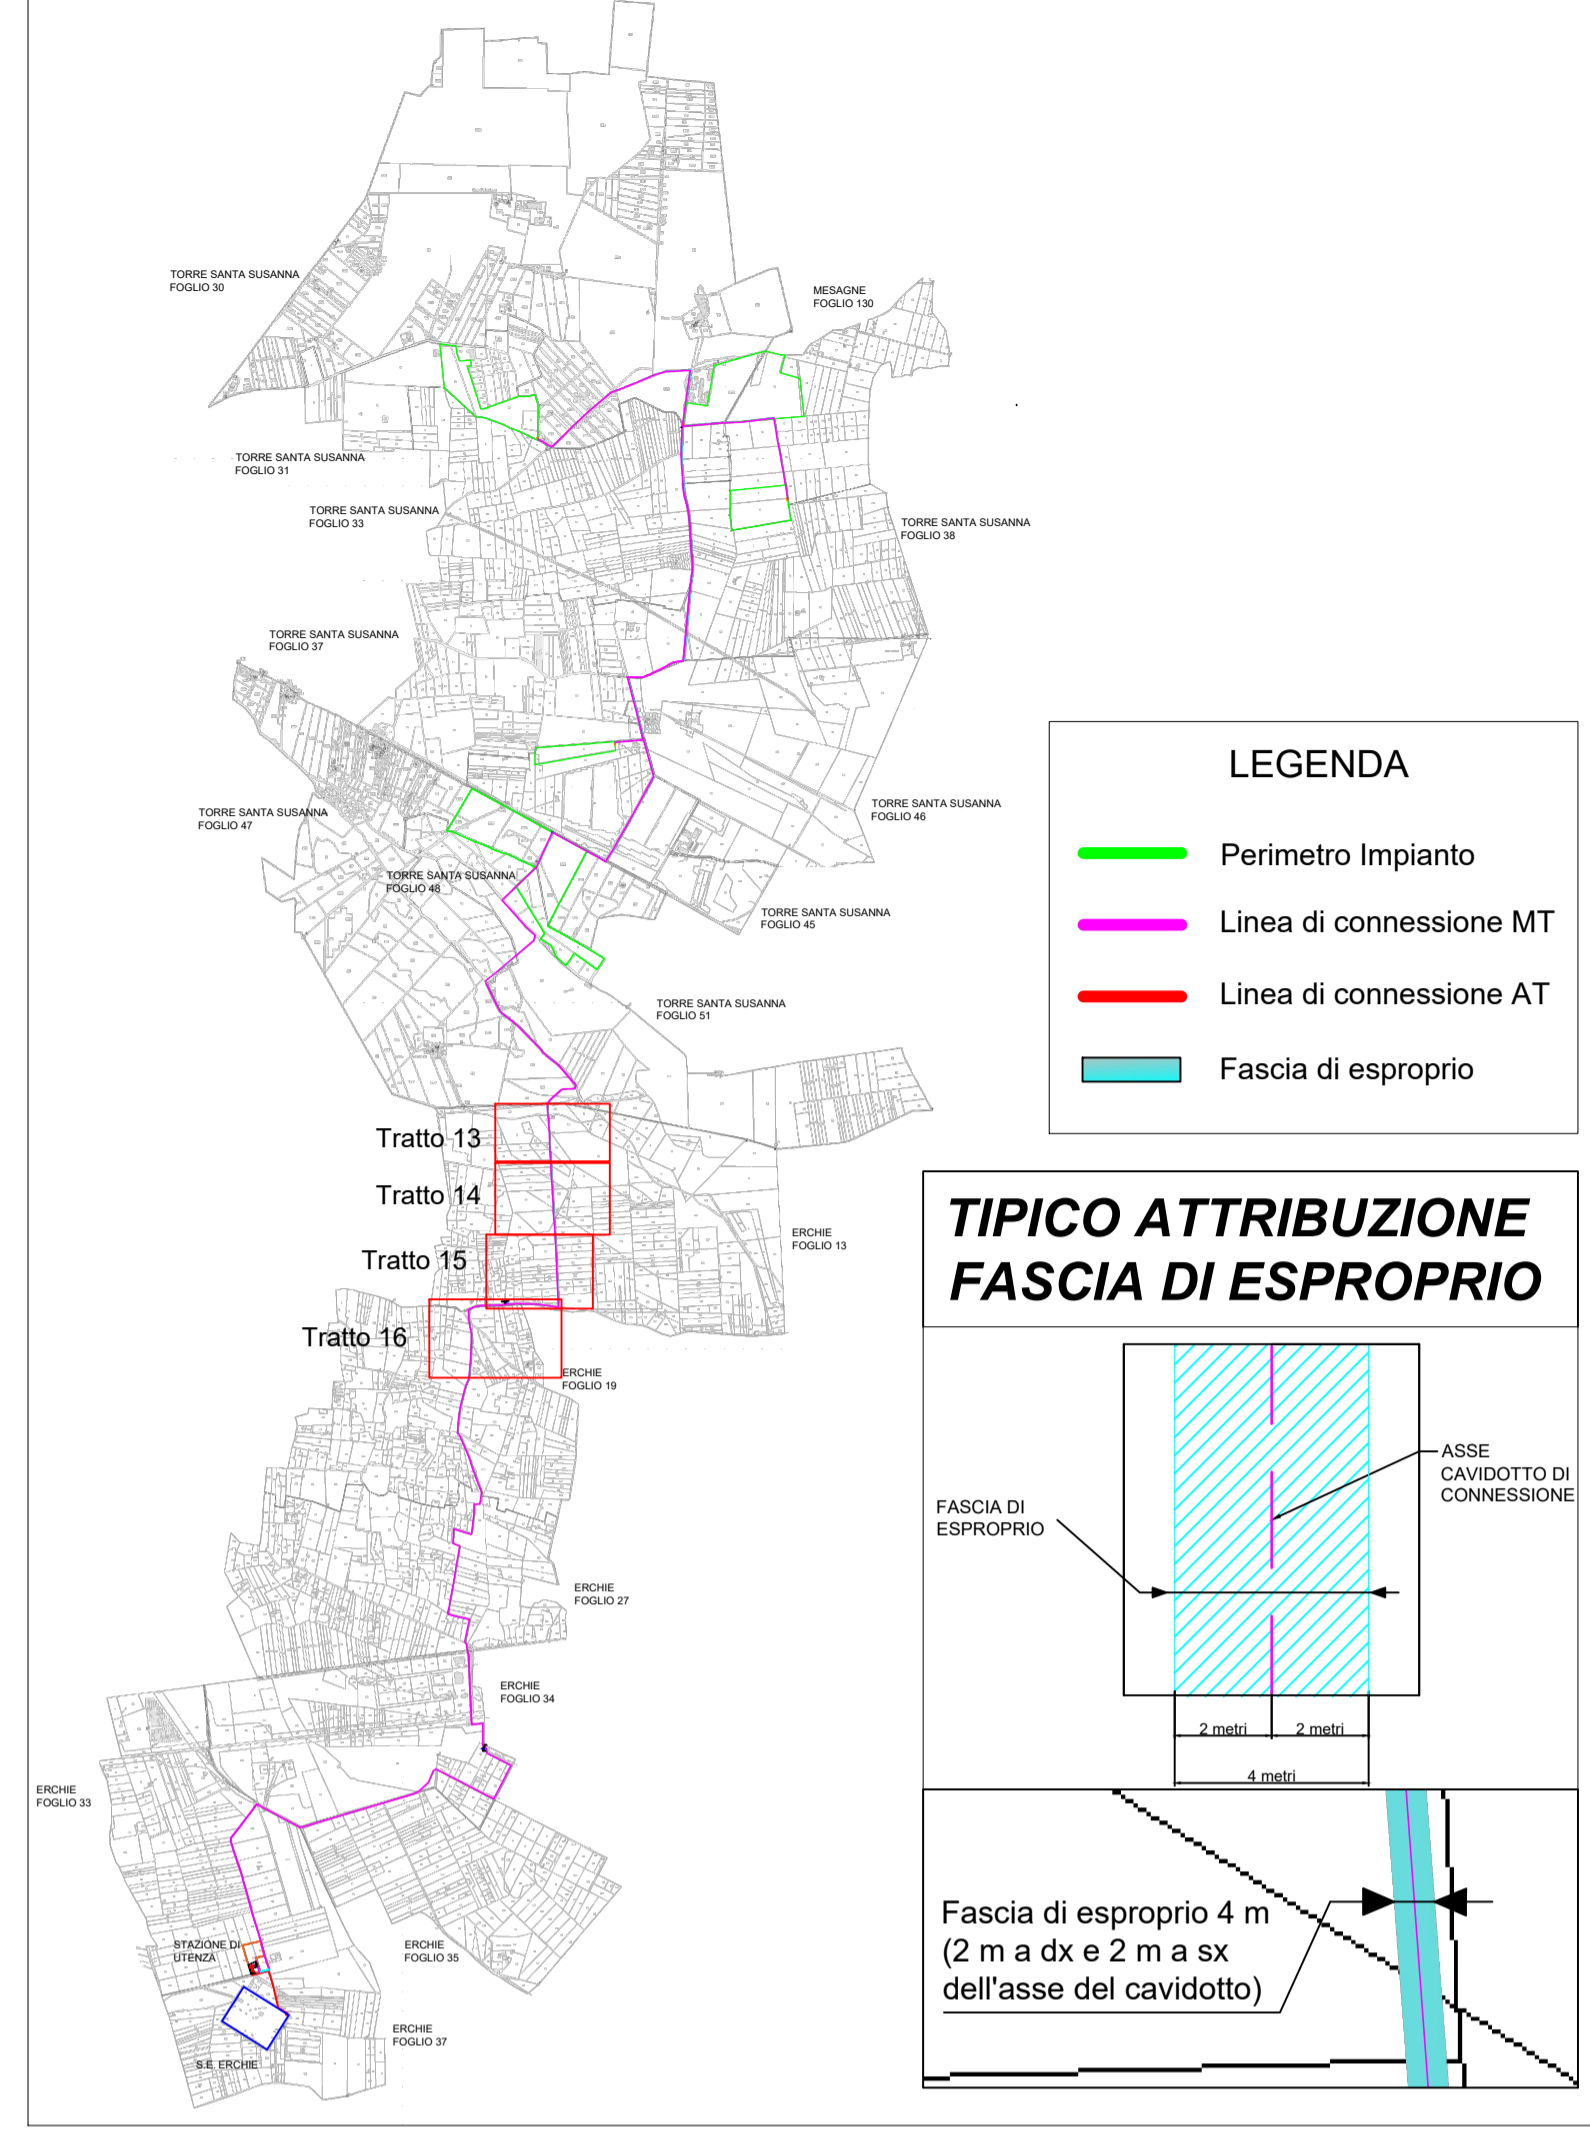 TORRE SANTA SUSANNA
FOGLIO 30
MESAGNE
FOGLIO 130
TORRE SANTA SUSANNA
FOGLIO 31
TORRE SANTA SUSANNA
FOGLIO 33
TORRE SANTA SUSANNA
FOGLIO 38
TORRE SANTA SUSANNA
FOGLIO 37
TORRE SANTA SUSANNA
FOGLIO 47
TORRE SANTA SUSANNA
FOGLIO 46
TORRE SANTA SUSANNA
FOGLIO 48
TORRE SANTA SUSANNA
FOGLIO 45
TORRE SANTA SUSANNA
FOGLIO 51
Tratto 13
Tratto 14
Tratto 15
Tratto 16
ERCHIE
FOGLIO 13
ERCHIE
FOGLIO 19
ERCHIE
FOGLIO 27
ERCHIE
FOGLIO 34
ERCHIE
FOGLIO 33
STAZIONE DI
UTENZA
ERCHIE
FOGLIO 35
ERCHIE
FOGLIO 37
S.E. ERCHIE
LEGENDA
Perimetro Impianto
Linea di connessione MT
Linea di connessione AT
Fascia di esproprio
TIPICO ATTRIBUZIONE
FASCIA DI ESPROPRIO
ASSE
CAVIDOTTO DI
CONNESSIONE
FASCIA DI
ESPROPRIO
2 metri
2 metri
4 metri
Fascia di esproprio 4 m
(2 m a dx e 2 m a sx
dell'asse del cavidotto)